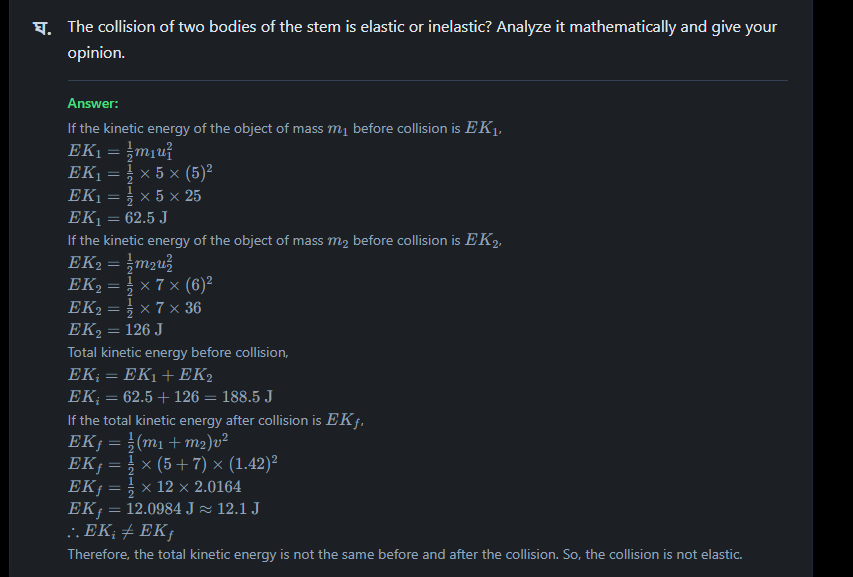 ঘ. The collision of two bodies of the stem is elastic or inelastic? Analyze it mathematically and give your
opinion.
Answer:
If the kinetic energy of the object of mass m₁ before collision is EK₁,
EK₁ = ½m₁u₁²
EK₁ = ½ × 5 × (5)²
EK₁ = ½ × 5 × 25
EK₁ = 62.5 J
If the kinetic energy of the object of mass m₂ before collision is EK₂,
EK₂ = ½m₂u₂²
EK₂ = ½ × 7 × (6)²
EK₂ = ½ × 7 × 36
EK₂ = 126 J
Total kinetic energy before collision,
EKᵢ = EK₁ + EK₂
EKᵢ = 62.5 + 126 = 188.5 J
If the total kinetic energy after collision is EK_f,
EK_f = ½(m₁ + m₂)v²
EK_f = ½ × (5 + 7) × (1.42)²
EK_f = ½ × 12 × 2.0164
EK_f = 12.0984 J ≈ 12.1 J
∴ EKᵢ ≠ EK_f
Therefore, the total kinetic energy is not the same before and after the collision. So, the collision is not elastic.